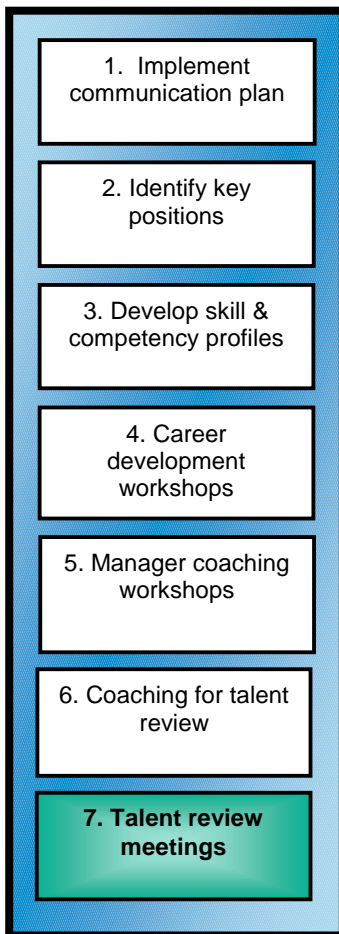 1. Implement
communication plan
2. Identify key
positions
3. Develop skill &
competency profiles
4. Career
development
workshops
5. Manager coaching
workshops
6. Coaching for talent
review
7. Talent review
meetings